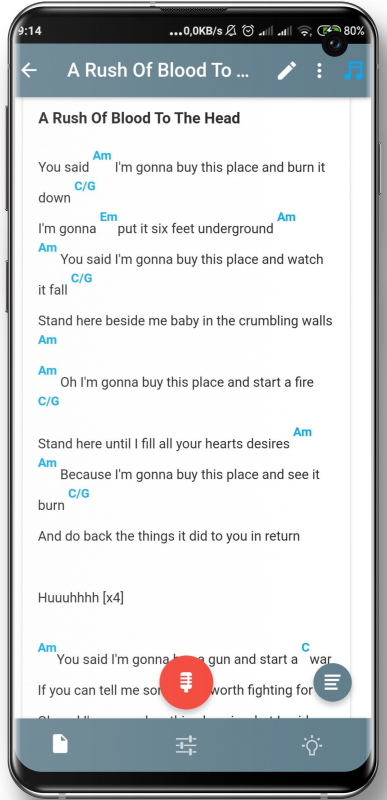 9:14 ...0,0KB/s 80%
A Rush Of Blood To ...
A Rush Of Blood To The Head
Am
You said I'm gonna buy this place and burn it
C/G
down
Em Am
I'm gonna put it six feet underground
Am
You said I'm gonna buy this place and watch
C/G
it fall
Stand here beside me baby in the crumbling walls
Am
Am
Oh I'm gonna buy this place and start a fire
C/G
Am
Stand here until I fill all your hearts desires
Am
Because I'm gonna buy this place and see it
C/G
burn
And do back the things it did to you in return
Huuuhhhh [x4]
Am C
You said I'm gonna a gun and start a war
If you can tell me worth fighting for